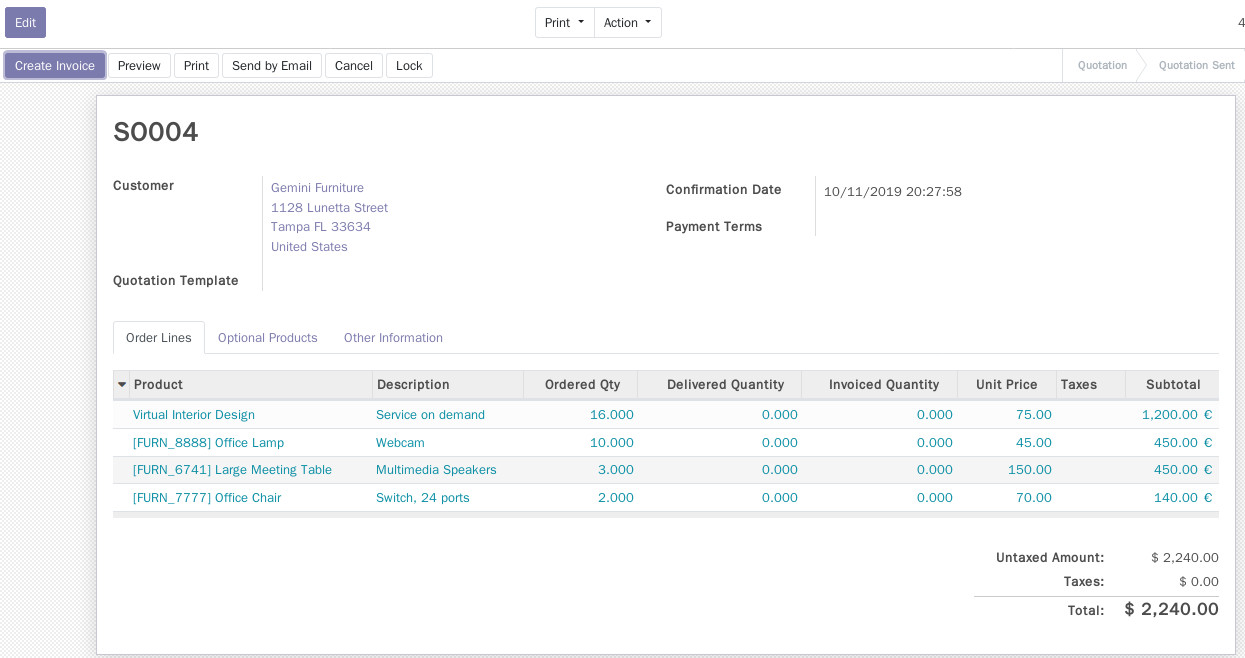 Edit Print Action 4
Create Invoice Preview Print Send by Email Cancel Lock Quotation Quotation Sent
SO004
Customer Gemini Furniture
1128 Lunetta Street
Tampa FL 33634
United States
Confirmation Date 10/11/2019 20:27:58
Payment Terms
Quotation Template
Order Lines Optional Products Other Information
Product Description Ordered Qty Delivered Quantity Invoiced Quantity Unit Price Taxes Subtotal
Virtual Interior Design Service on demand 16.000 0.000 0.000 75.00 1,200.00 €
[FURN_8888] Office Lamp Webcam 10.000 0.000 0.000 45.00 450.00 €
[FURN_6741] Large Meeting Table Multimedia Speakers 3.000 0.000 0.000 150.00 450.00 €
[FURN_7777] Office Chair Switch, 24 ports 2.000 0.000 0.000 70.00 140.00 €
Untaxed Amount: $ 2,240.00
Taxes: $ 0.00
Total: $ 2,240.00